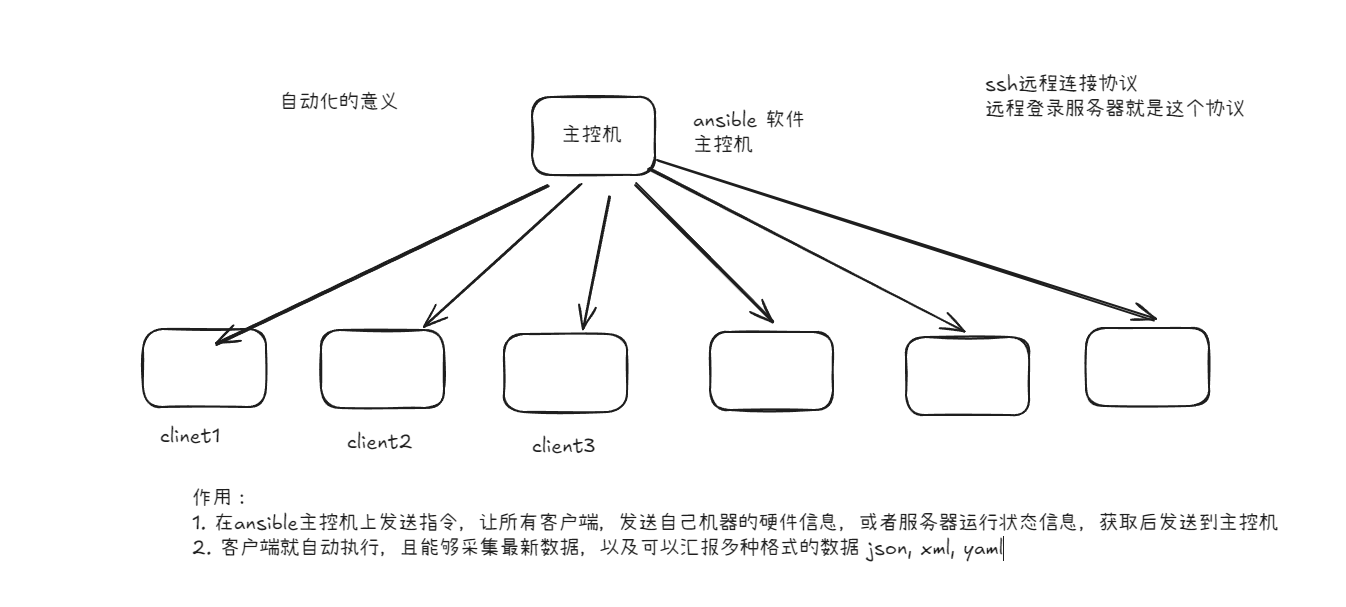 自动化的意义
主控机
ansible 软件
主控机
ssh远程连接协议
远程登录服务器就是这个协议
clinet1
client2
client3
作用：
1. 在ansible主控机上发送指令，让所有客户端，发送自己机器的硬件信息，或者服务器运行状态信息，获取后发送到主控机
2. 客户端就自动执行，且能够采集最新数据，以及可以汇报多种格式的数据 json, xml, yaml